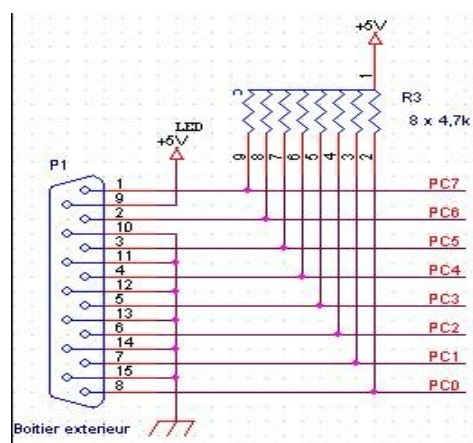 +5V
1
R3
8 x 4,7k
LED
+5V
9 8 7 6 5 4 3 2
P1
1 PC7
9
2 PC6
10
3 PC5
11
4 PC4
12
5 PC3
13
6 PC2
14
7 PC1
15
8 PC0
Boitier exterieur